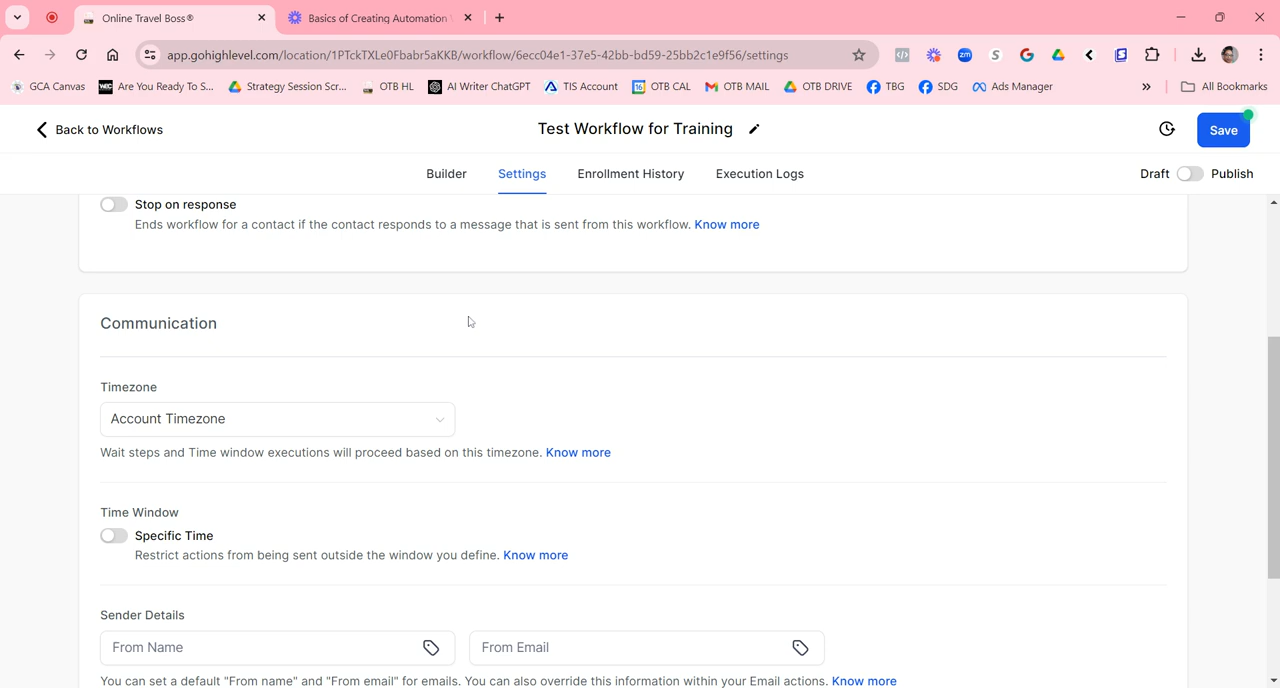 Online Travel Boss®
Basics of Creating Automation
app.gohighlevel.com/location/1PTckTXLe0Fbabr5aKKB/workflow/6ecc04e1-37e5-42bb-bd59-25bb2c1e9f56/settings
GCA Canvas
Are You Ready To S...
Strategy Session Scr...
OTB HL
AI Writer ChatGPT
TIS Account
OTB CAL
OTB MAIL
OTB DRIVE
TBG
SDG
Ads Manager
All Bookmarks
Back to Workflows
Test Workflow for Training
Save
Builder
Settings
Enrollment History
Execution Logs
Draft
Publish
Stop on response
Ends workflow for a contact if the contact responds to a message that is sent from this workflow. Know more
Communication
Timezone
Account Timezone
Wait steps and Time window executions will proceed based on this timezone. Know more
Time Window
Specific Time
Restrict actions from being sent outside the window you define. Know more
Sender Details
From Name
From Email
You can set a default "From name" and "From email" for emails. You can also override this information within your Email actions. Know more